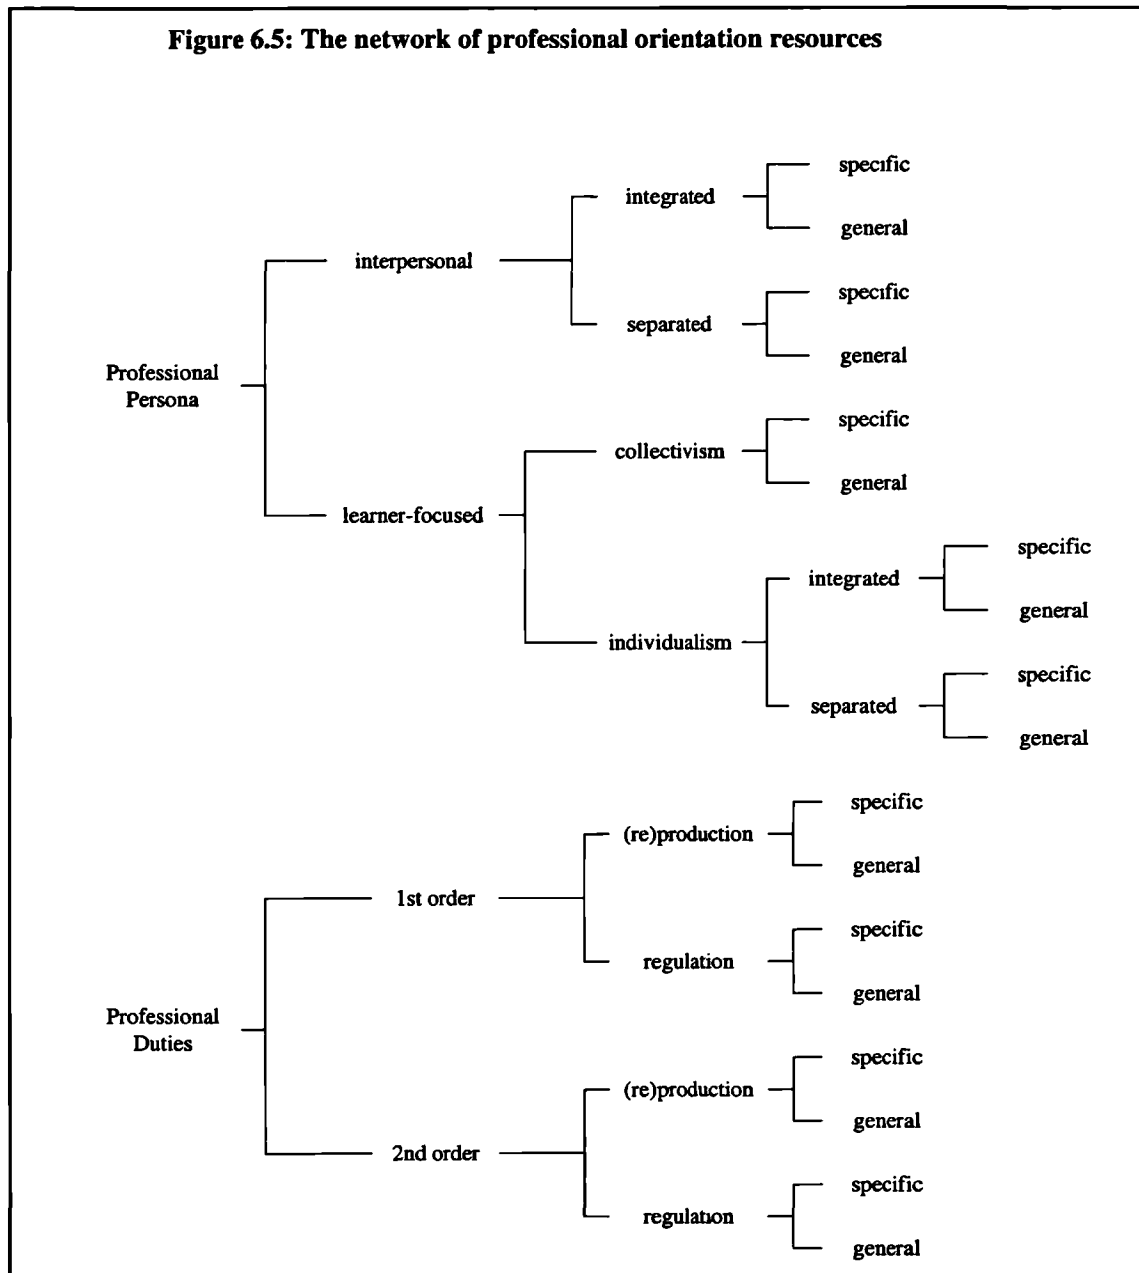 Figure 6.5: The network of professional orientation resources
specific
integrated
general
interpersonal
specific
separated
general
Professional
Persona
specific
collectivism
general
learner-focused
specific
integrated
general
individualism
specific
separated
general
specific
(re)production
general
1st order
specific
regulation
general
Professional
Duties
specific
(re)production
general
2nd order
specific
regulation
general